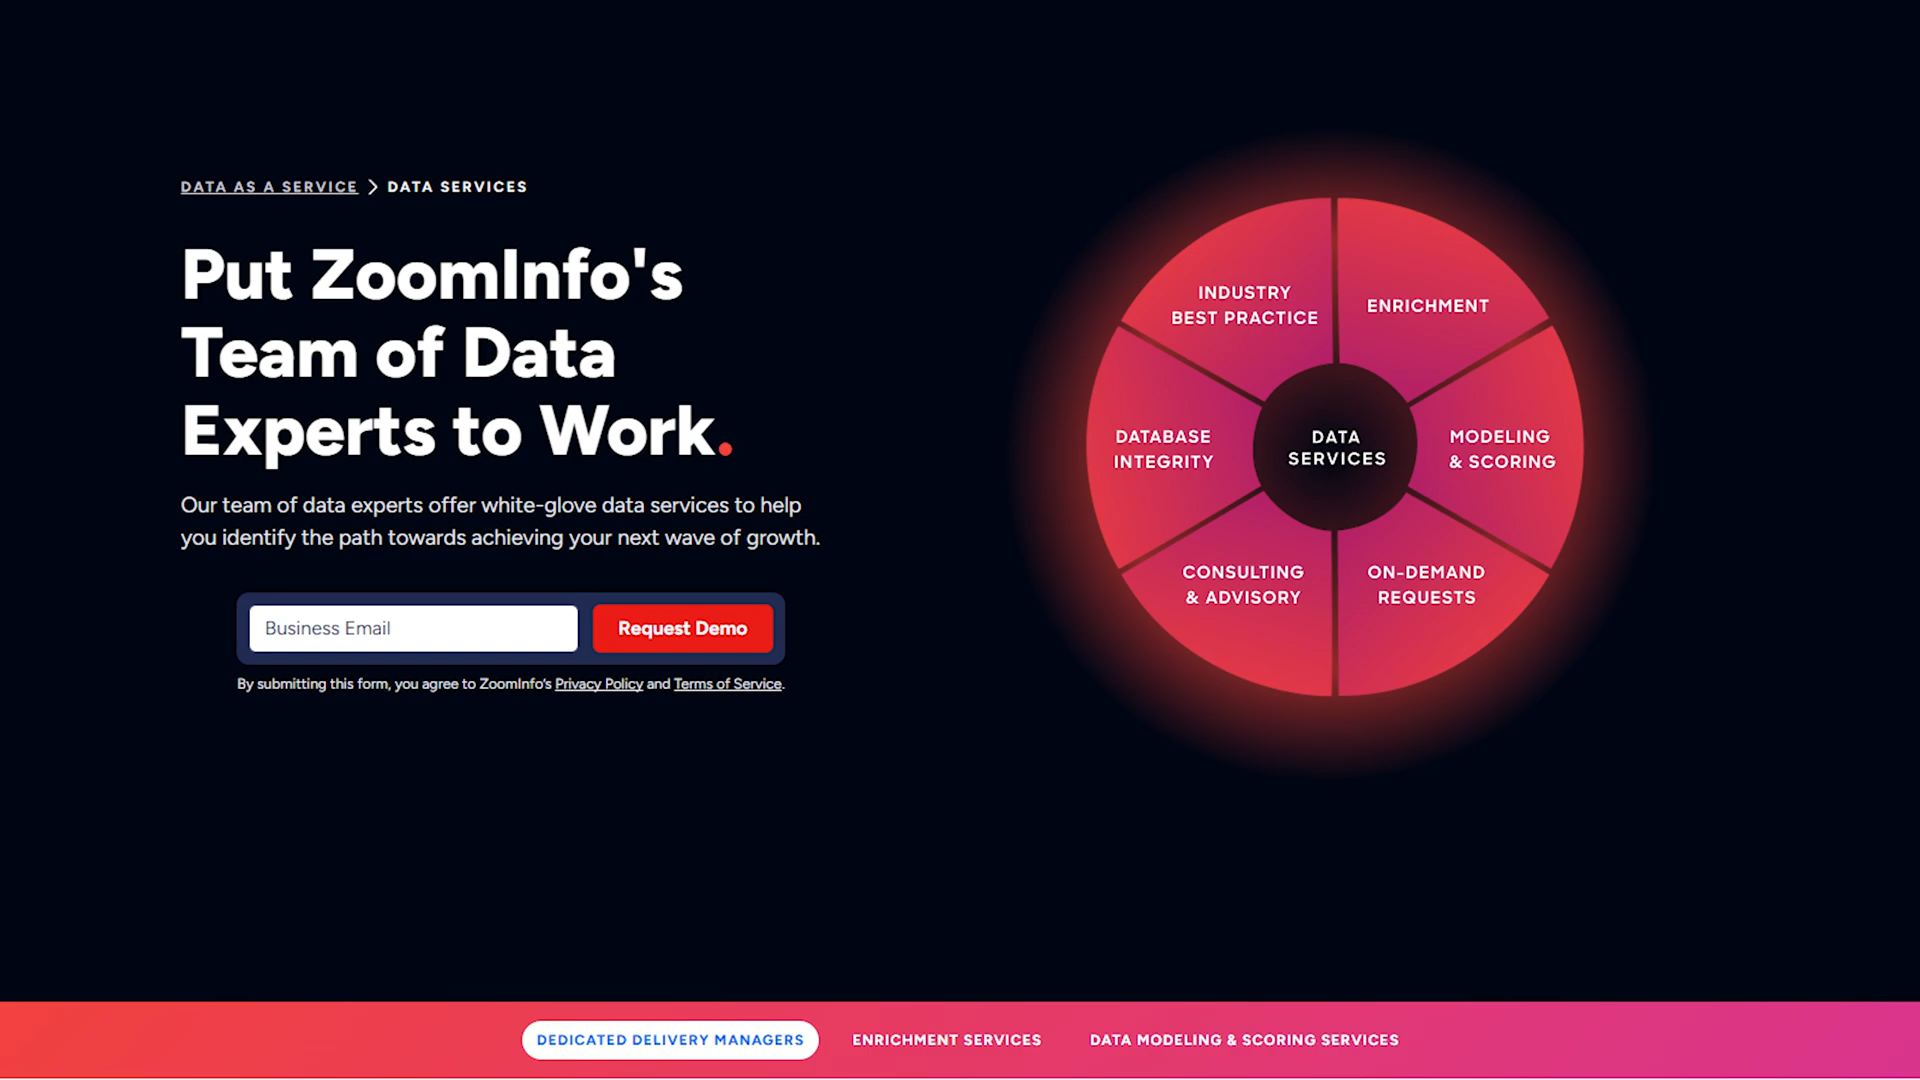 DATA AS A SERVICE > DATA SERVICES
Put ZoomInfo's
Team of Data
Experts to Work.
Our team of data experts offer white-glove data services to help
you identify the path towards achieving your next wave of growth.
Business Email
Request Demo
By submitting this form, you agree to ZoomInfo's Privacy Policy and Terms of Service.
INDUSTRY
BEST PRACTICE
ENRICHMENT
DATABASE
INTEGRITY
DATA
SERVICES
MODELING
& SCORING
CONSULTING
& ADVISORY
ON-DEMAND
REQUESTS
DEDICATED DELIVERY MANAGERS
ENRICHMENT SERVICES
DATA MODELING & SCORING SERVICES